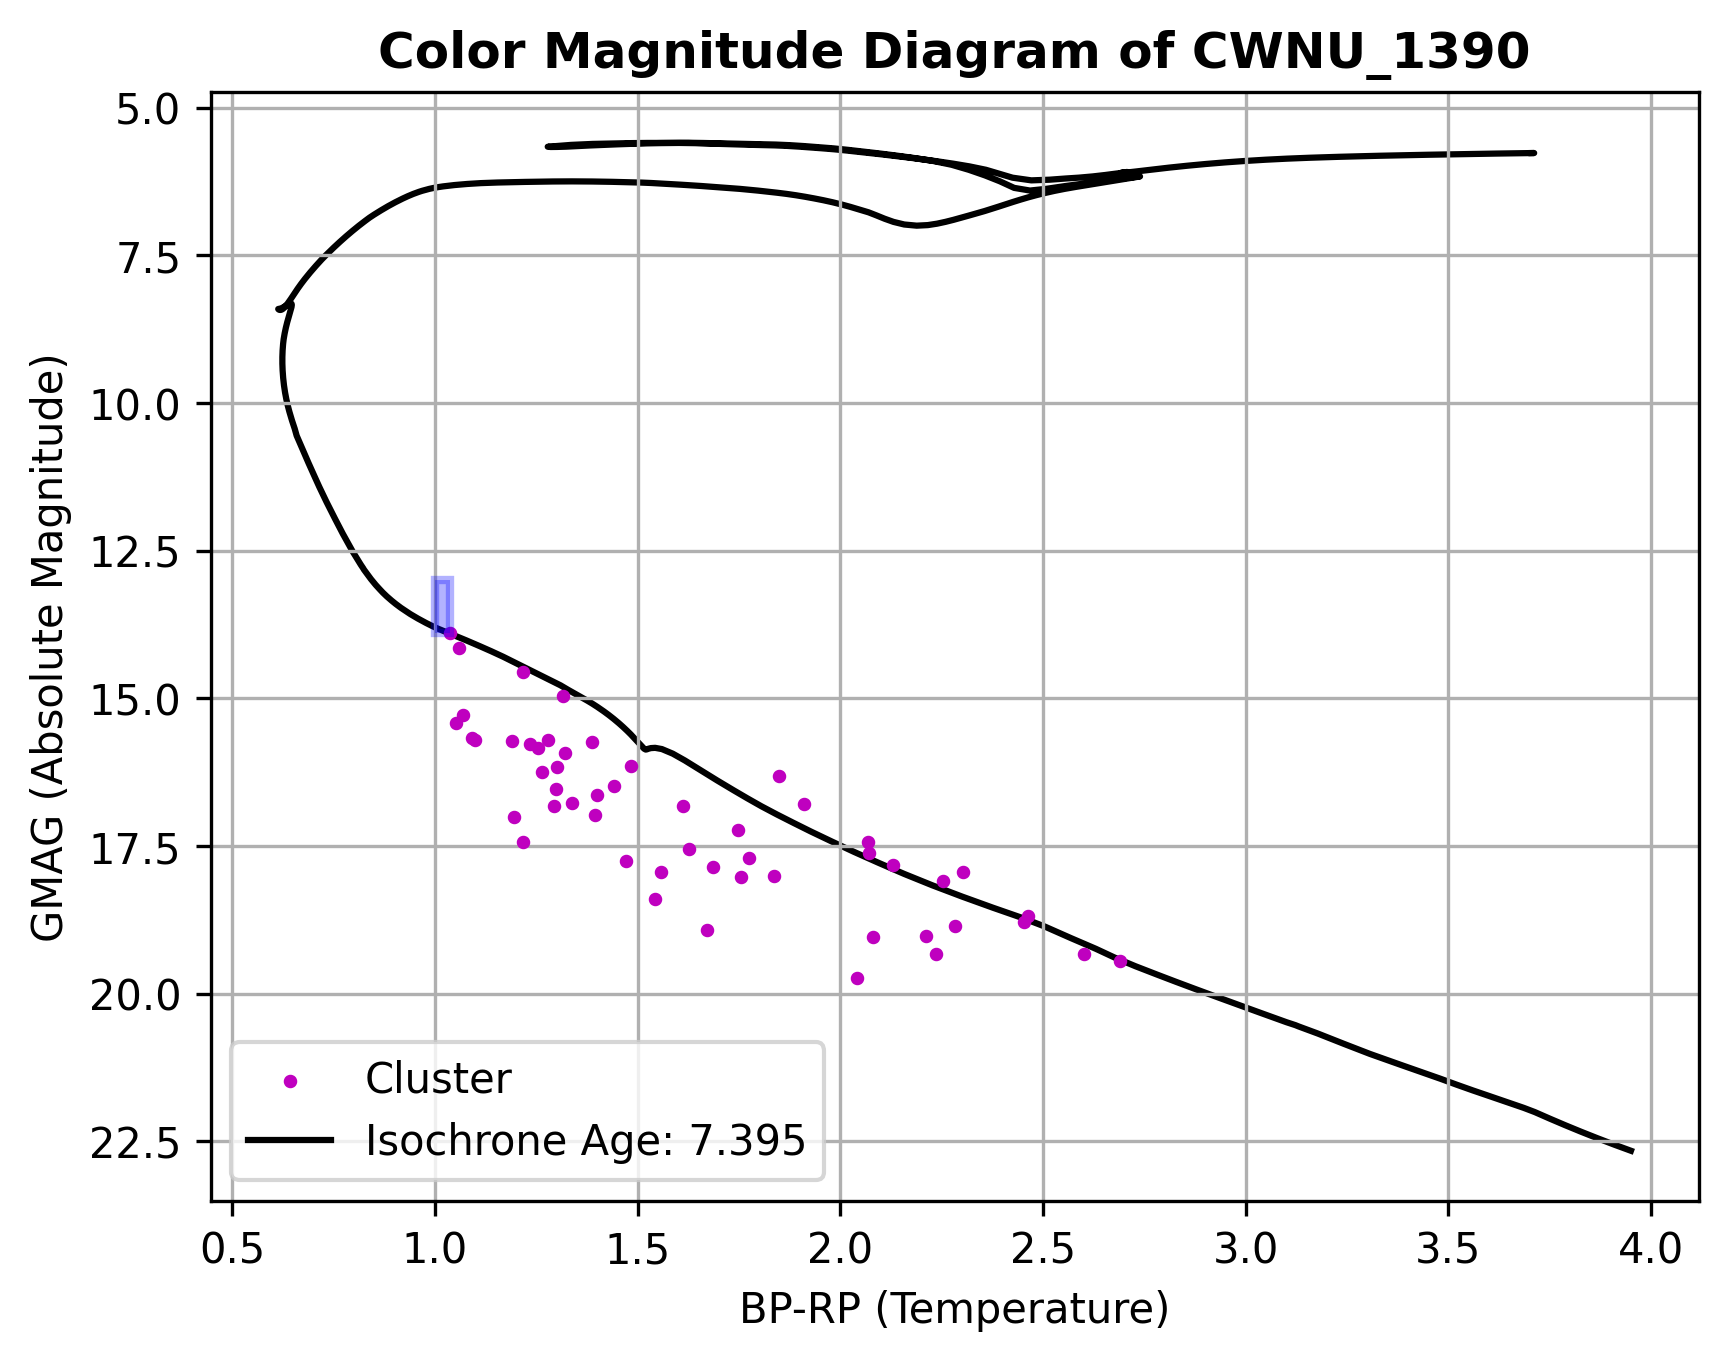 Color Magnitude Diagram of CWNU_1390
GMAG (Absolute Magnitude)
5.0
7.5
10.0
12.5
15.0
17.5
20.0
22.5
Cluster
Isochrone Age: 7.395
0.5 1.0 1.5 2.0 2.5 3.0 3.5 4.0
BP-RP (Temperature)